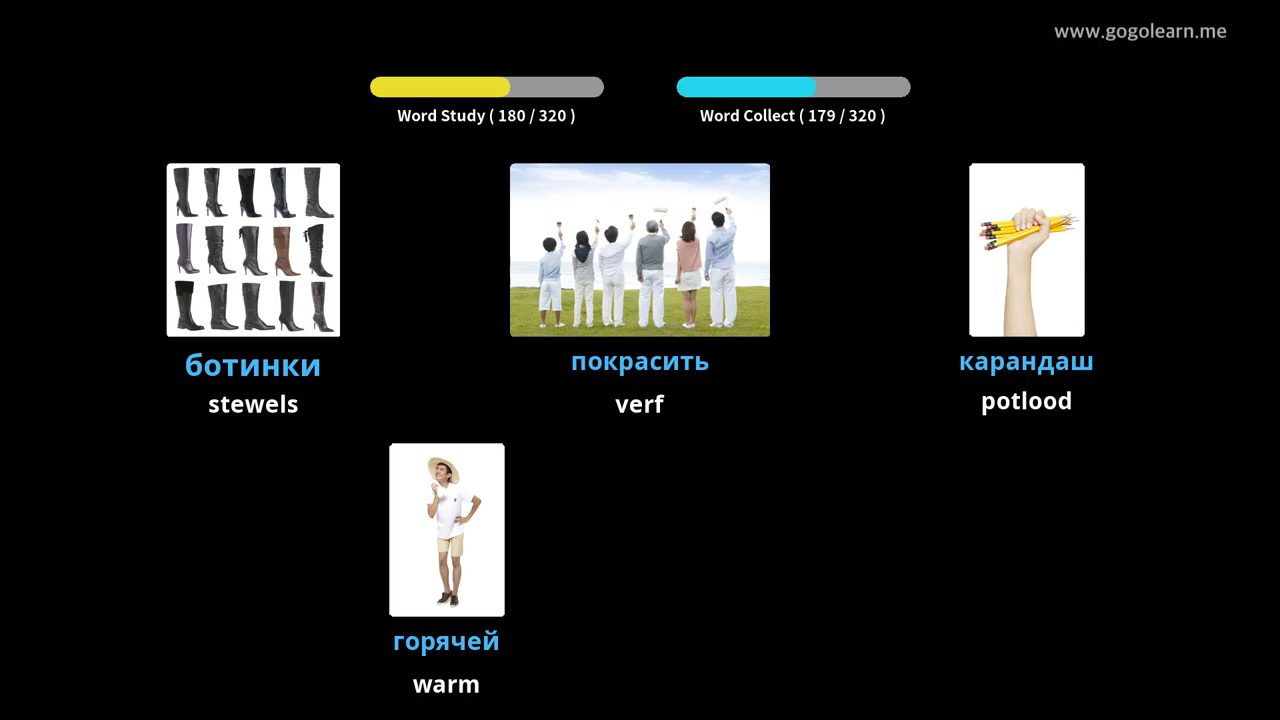 www.gogolearn.me
Word Study ( 180 / 320 )
Word Collect ( 179 / 320 )
ботинки
stewels
покрасить
verf
карандаш
potlood
горячей
warm